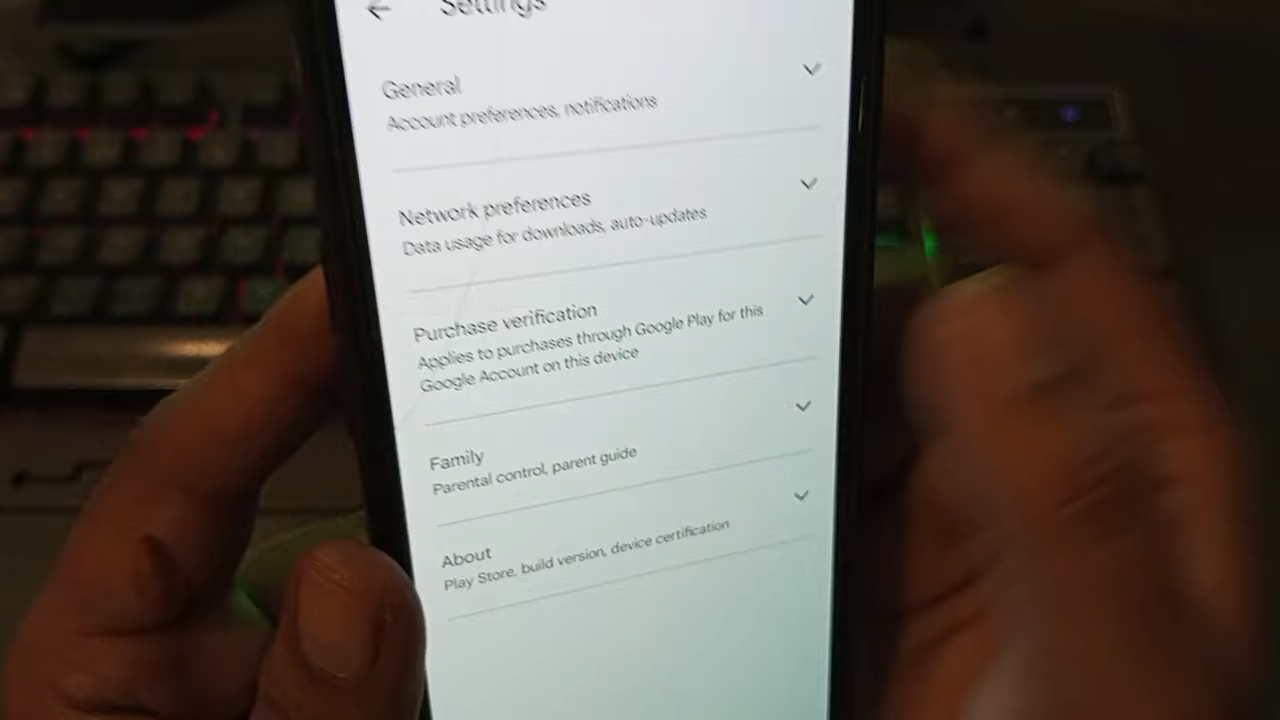 Settings
General
Account preferences, notifications
Network preferences
Data usage for downloads, auto-updates
Purchase verification
Applies to purchases through Google Play for this
Google Account on this device
Family
Parental control, parent guide
About
Play Store, build version, device certification